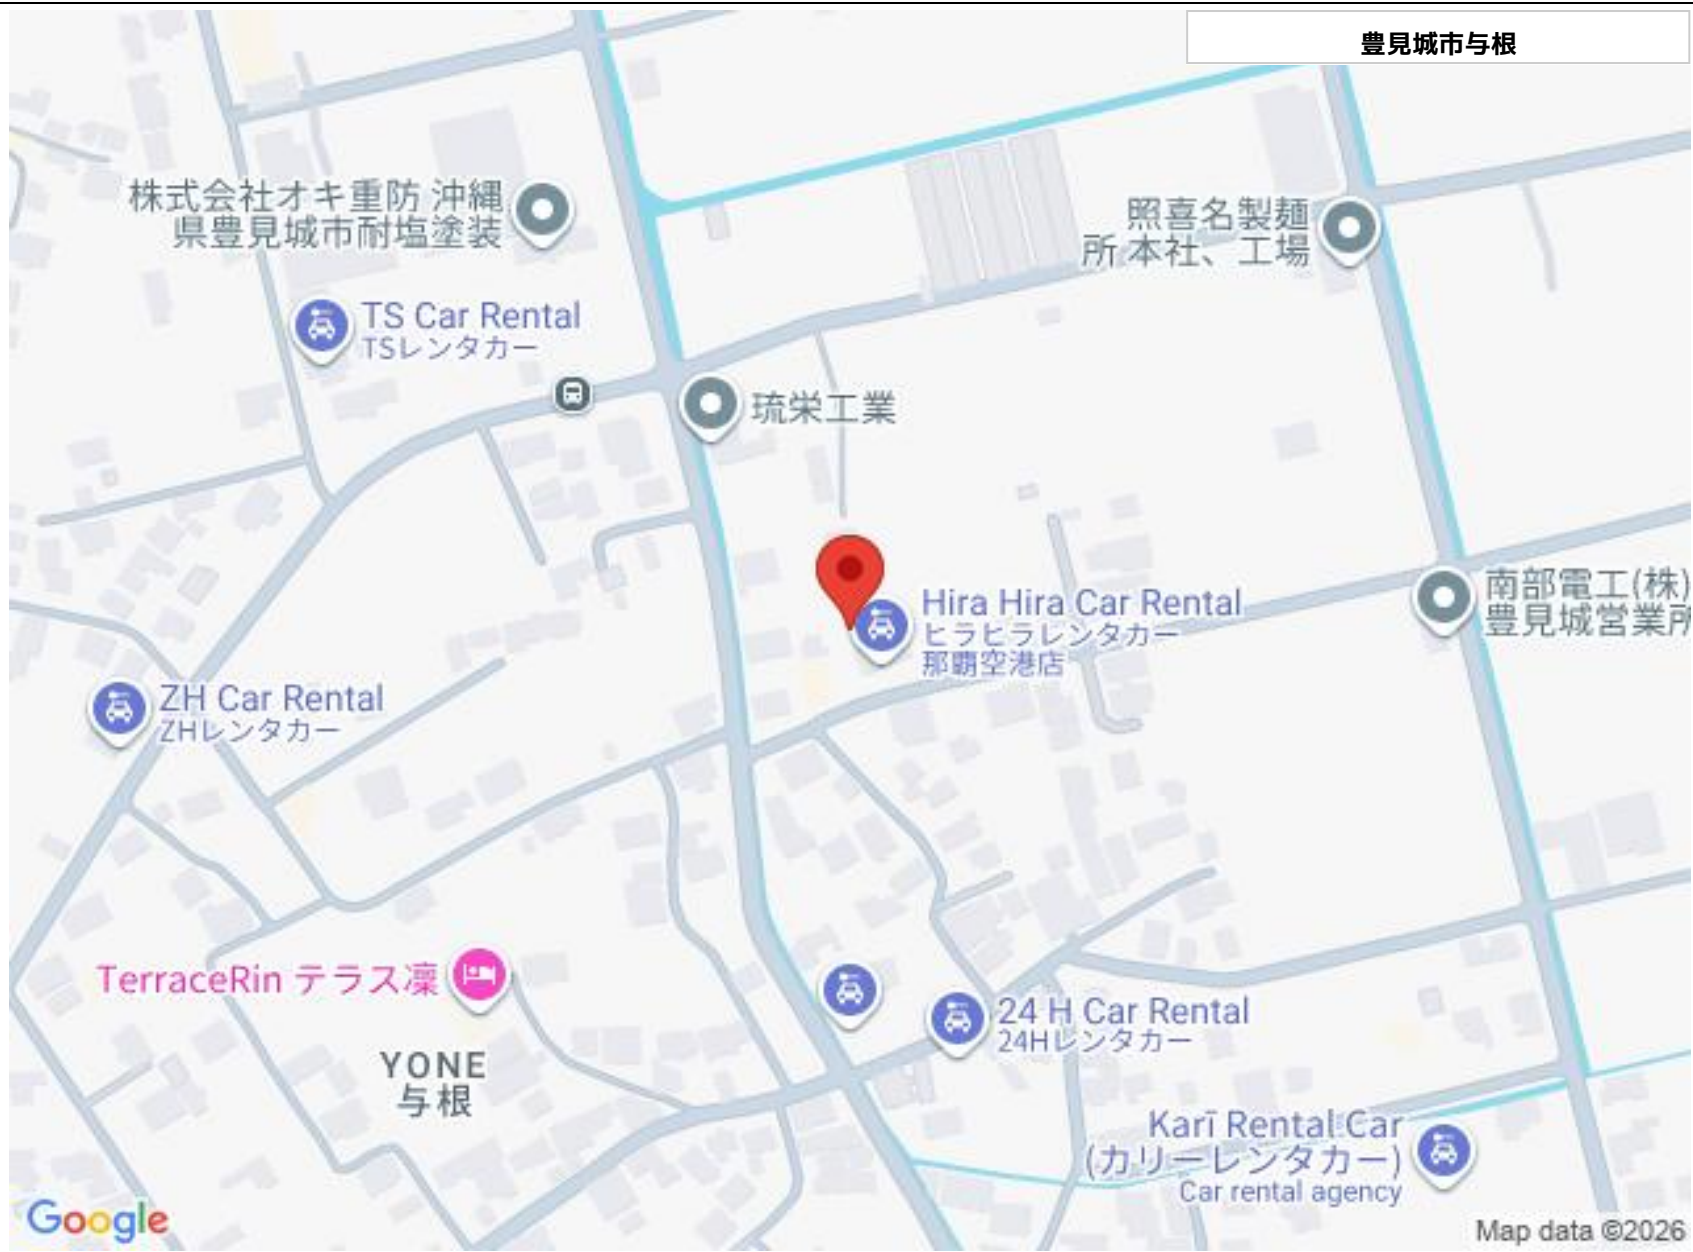 豊見城市与根
株式会社オキ重防 沖縄
県豊見城市耐塩塗装
照喜名製麺
所 本社、工場
TS Car Rental
TSレンタカー
琉栄工業
Hira Hira Car Rental
ヒラヒラレンタカー
那覇空港店
南部電工(株)
豊見城営業所
ZH Car Rental
ZHレンタカー
TerraceRin テラス凜
24 H Car Rental
24Hレンタカー
YONE
与根
Karī Rental Car
(カリーレンタカー)
Car rental agency
Google
Map data ©2026